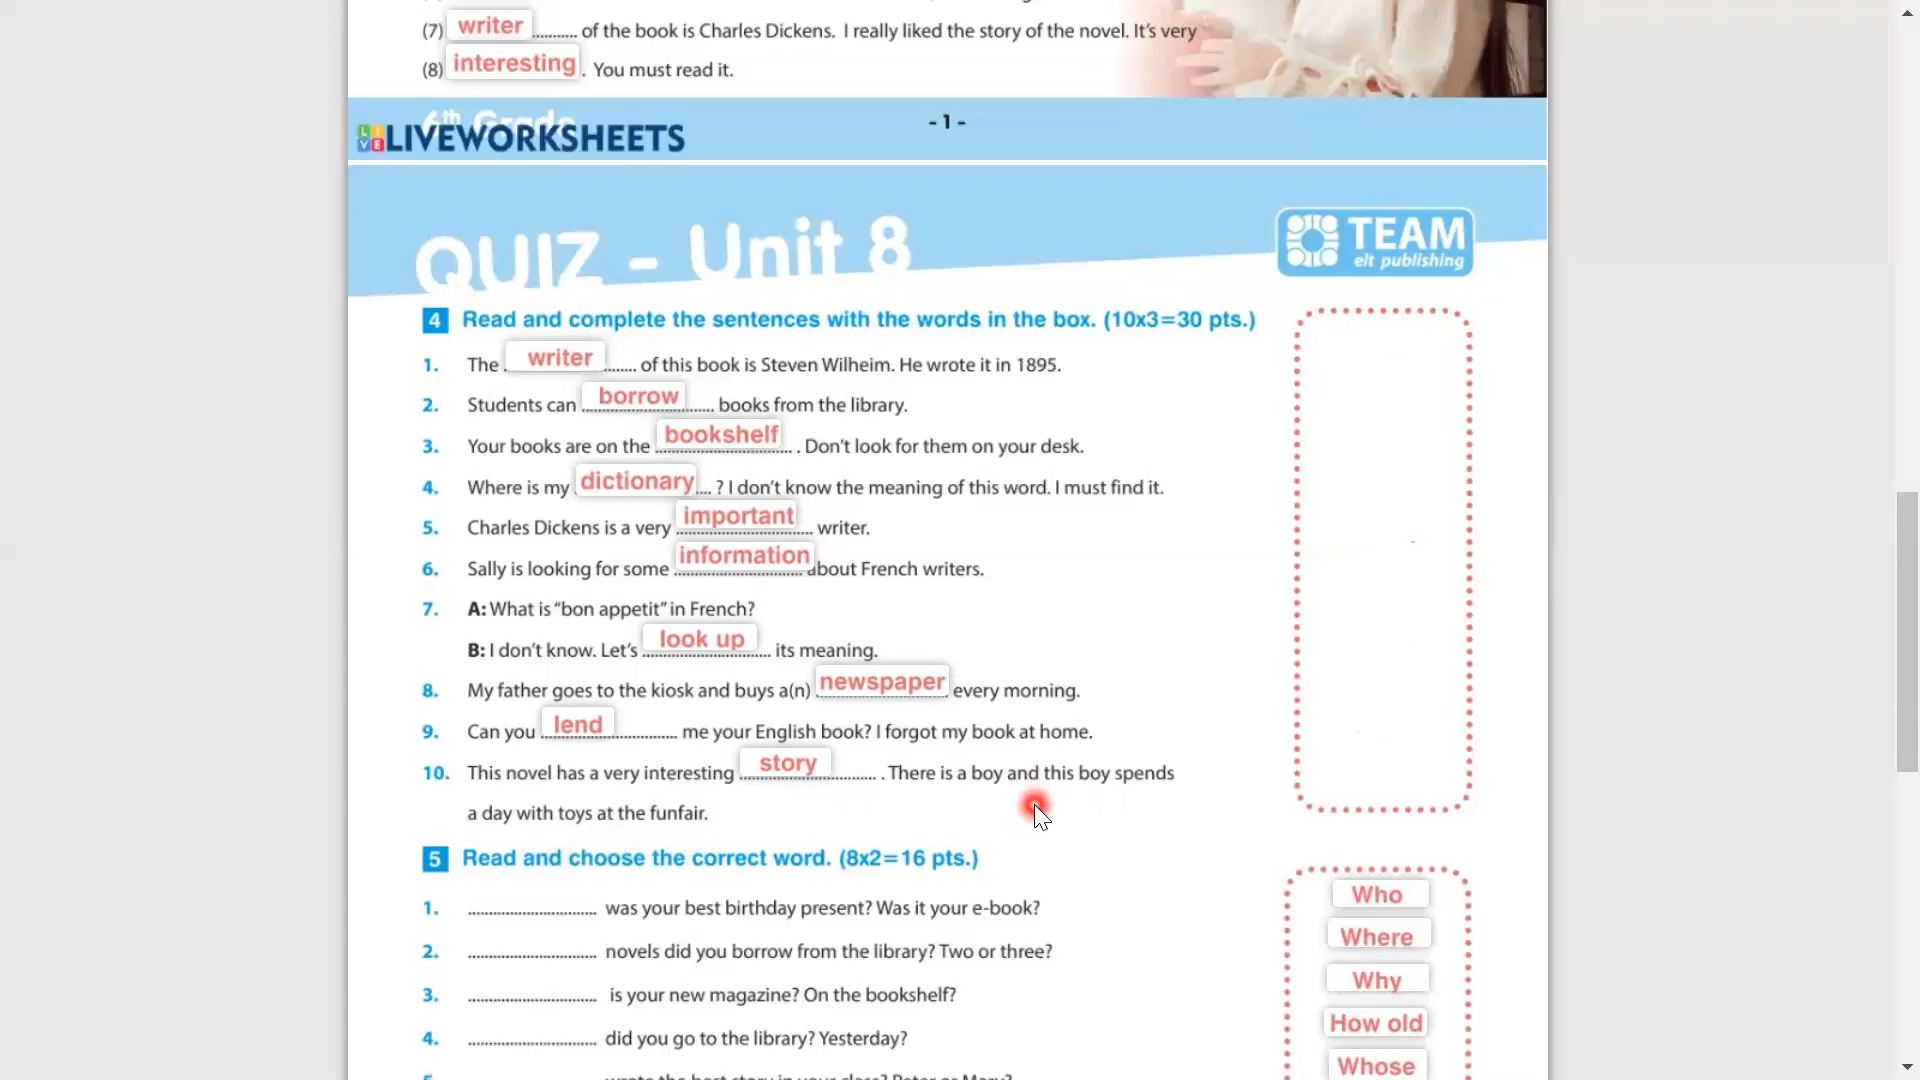 (7) writer .......... of the book is Charles Dickens. I really liked the story of the novel. It's very
(8) interesting . You must read it.
6th Grade
LIVEWORKSHEETS
- 1 -
QUIZ - Unit 8
TEAM
elt publishing
4 Read and complete the sentences with the words in the box. (10x3=30 pts.)
1. The writer ........ of this book is Steven Wilheim. He wrote it in 1895.
2. Students can borrow ....... books from the library.
3. Your books are on the bookshelf . Don't look for them on your desk.
4. Where is my dictionary .... ? I don't know the meaning of this word. I must find it.
5. Charles Dickens is a very important writer.
6. Sally is looking for some information about French writers.
7. A: What is "bon appetit" in French?
B: I don't know. Let's look up its meaning.
8. My father goes to the kiosk and buys a(n) newspaper every morning.
9. Can you lend me your English book? I forgot my book at home.
10. This novel has a very interesting story . There is a boy and this boy spends
a day with toys at the funfair.
5 Read and choose the correct word. (8x2=16 pts.)
1. ............................... was your best birthday present? Was it your e-book?
2. ............................... novels did you borrow from the library? Two or three?
3. ............................... is your new magazine? On the bookshelf?
4. ............................... did you go to the library? Yesterday?
Who
Where
Why
How old
Whose